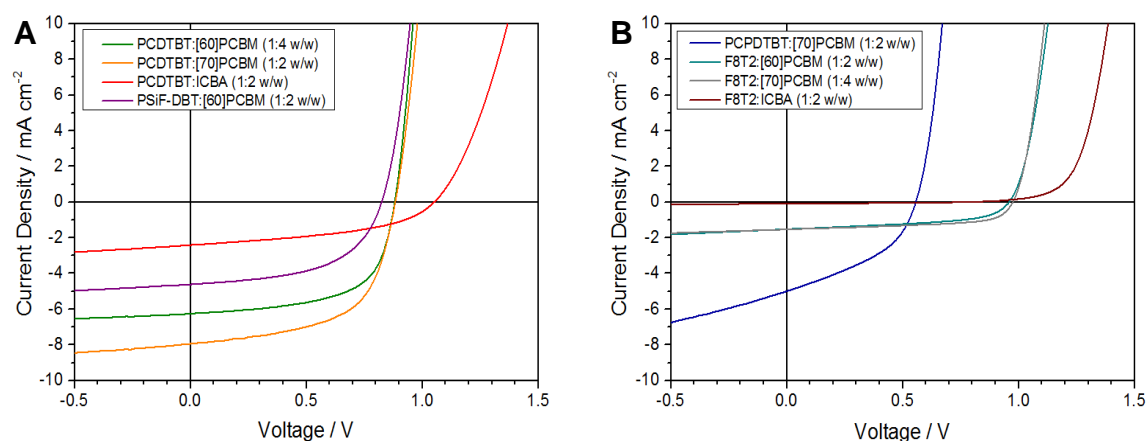 A
PCDTBT:[60]PCBM (1:4 w/w)
PCDTBT:[70]PCBM (1:2 w/w)
PCDTBT:ICBA (1:2 w/w)
PSiF-DBT:[60]PCBM (1:2 w/w)
Current Density / mA cm⁻²
10
8
6
4
2
0
-2
-4
-6
-8
-10
-0.5 0.0 0.5 1.0 1.5
Voltage / V
B
PCPDTBT:[70]PCBM (1:2 w/w)
F8T2:[60]PCBM (1:2 w/w)
F8T2:[70]PCBM (1:4 w/w)
F8T2:ICBA (1:2 w/w)
Current Density / mA cm⁻²
10
8
6
4
2
0
-2
-4
-6
-8
-10
-0.5 0.0 0.5 1.0 1.5
Voltage / V